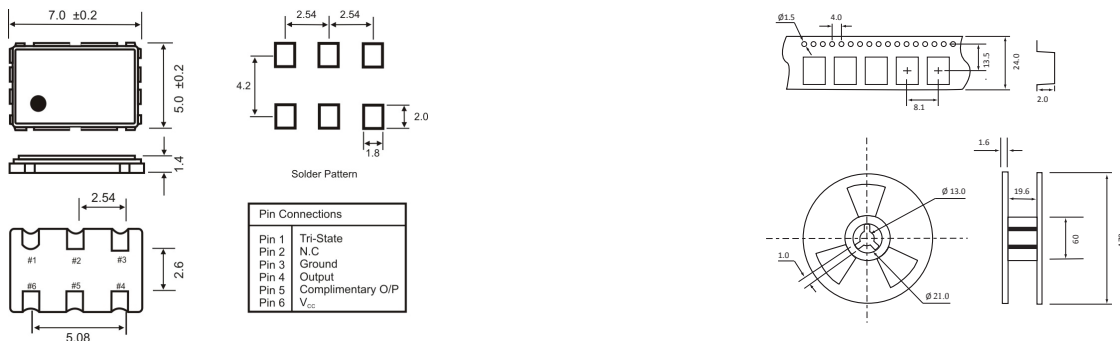 7.0 ±0.2
5.0 ±0.2
1.4
2.54
#1 #2 #3
2.6
#6 #5 #4
5.08
2.54 2.54
4.2
2.0
1.8
Solder Pattern
Pin Connections
Pin 1 Tri-State
Pin 2 N.C
Pin 3 Ground
Pin 4 Output
Pin 5 Complimentary O/P
Pin 6 Vcc
Ø1.5 4.0
13.5
24.0
8.1
2.0
Ø 13.0
1.0
Ø 21.0
1.6
19.6
60